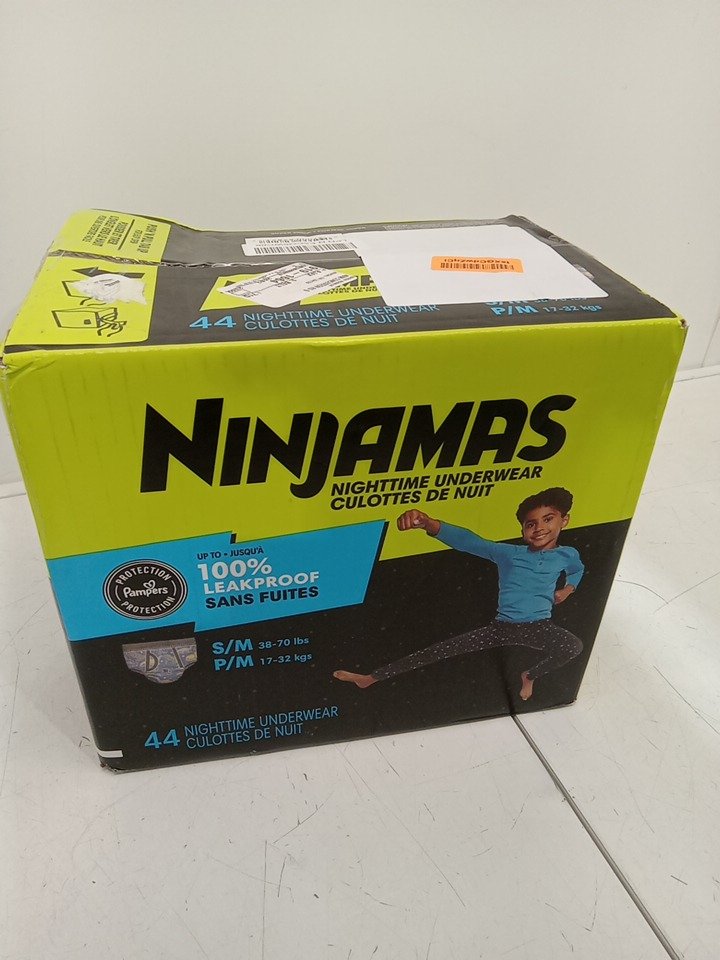 44 NIGHTTIME UNDERWEAR
CULOTTES DE NUIT
P/M 17-32 kgs
NINJAMAS
NIGHTTIME UNDERWEAR
CULOTTES DE NUIT
UP TO • JUSQU'À
100%
LEAKPROOF
SANS FUITES
PROTECTION
Pampers
PROTECTION
S/M 38-70 lbs
P/M 17-32 kgs
44 NIGHTTIME UNDERWEAR
CULOTTES DE NUIT